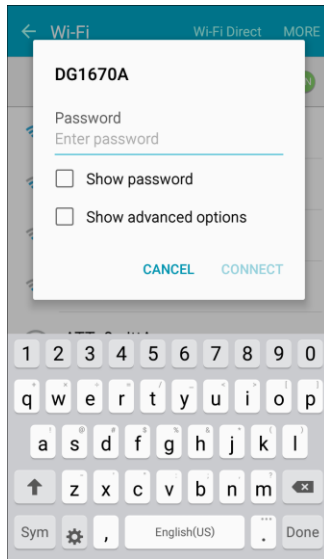 Wi-Fi Wi-Fi Direct MORE
DG1670A
Password
Enter password
Show password
Show advanced options
CANCEL CONNECT
1 2 3 4 5 6 7 8 9 0
q w e r t y u i o p
a s d f g h j k l
z x c v b n m
Sym , English(US) . Done